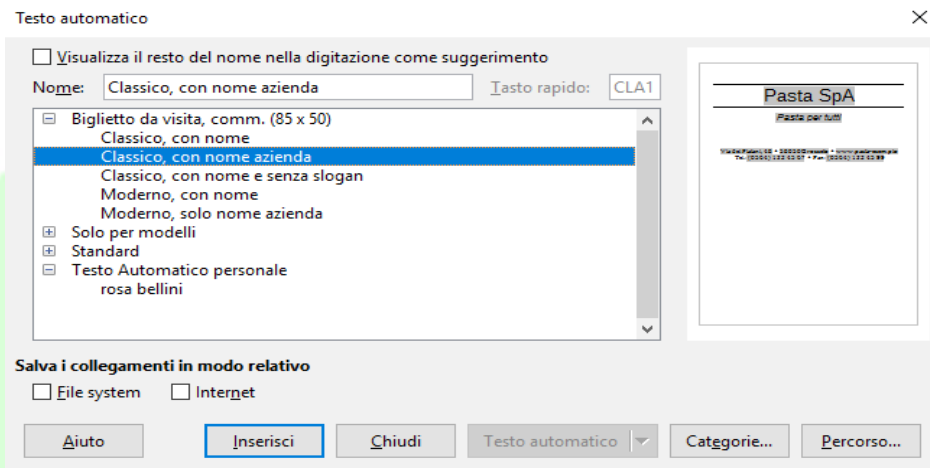 Testo automatico
Visualizza il resto del nome nella digitazione come suggerimento
Nome: Classico, con nome azienda Tasto rapido: CLA1
Biglietto da visita, comm. (85 x 50)
Classico, con nome
Classico, con nome azienda
Classico, con nome e senza slogan
Moderno, con nome
Moderno, solo nome azienda
Solo per modelli
Standard
Testo Automatico personale
rosa bellini
Pasta SpA
Pasta per tutti
Salva i collegamenti in modo relativo
File system Internet
Aiuto Inserisci Chiudi Testo automatico Categorie... Percorso...